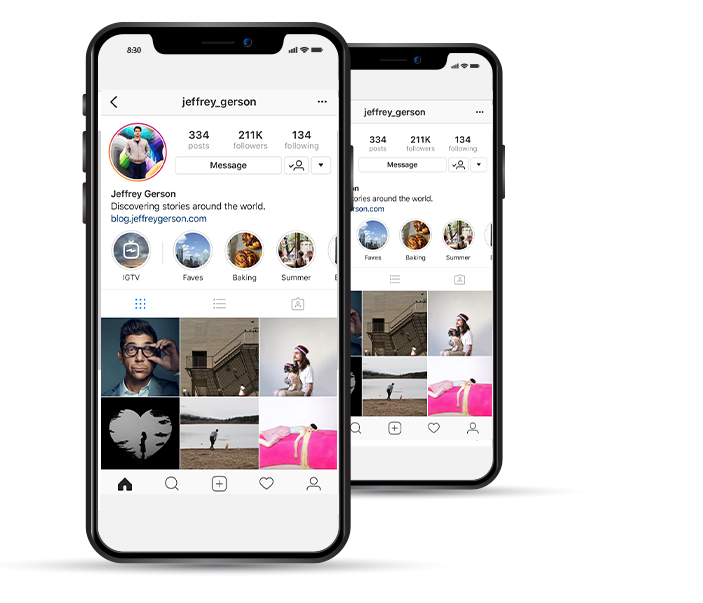 8:30
jeffrey_gerson
334 211K 134
posts followers following
Message
Jeffrey Gerson
Discovering stories around the world.
blog.jeffreygerson.com
IGTV Faves Baking Summer
jeffrey_gerson
334 211K 134
posts followers following
Message
on
tories around the world.
rson.com
Faves Baking Summer